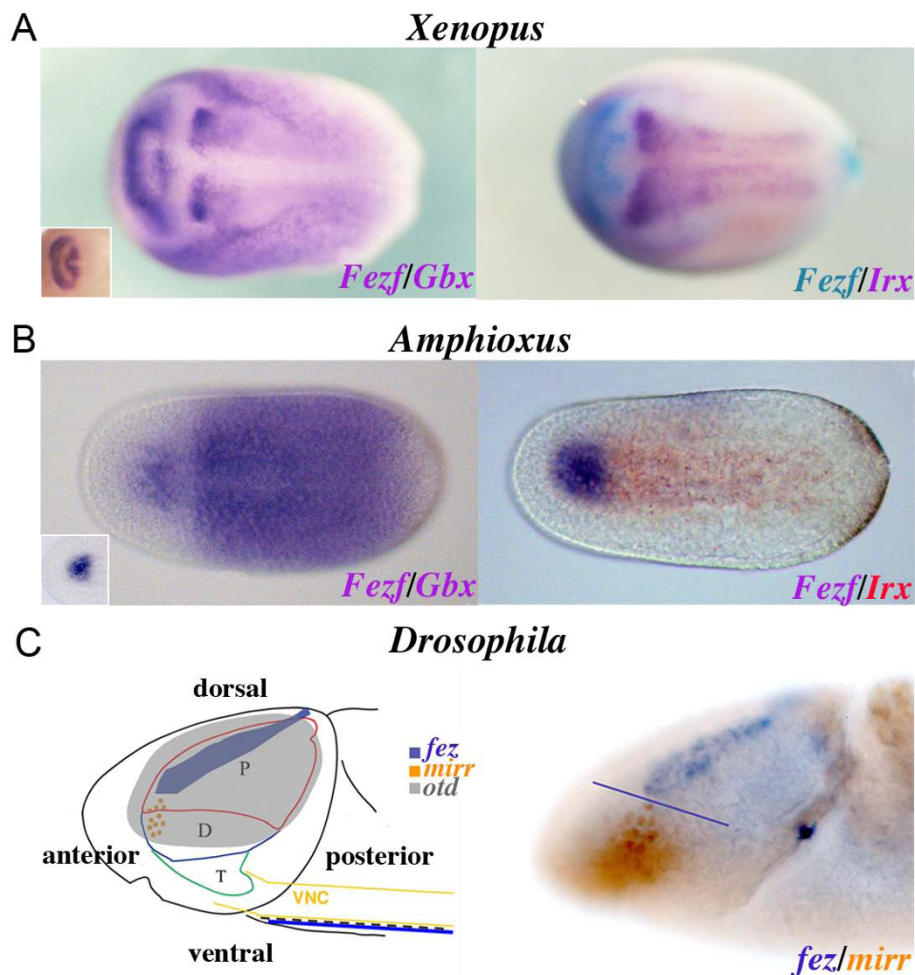 A
Xenopus
Fezf/Gbx
Fezf/Irx
B
Amphioxus
Fezf/Gbx
Fezf/Irx
C
Drosophila
dorsal
fez
mirr
otd
P
D
anterior
posterior
T
VNC
ventral
fez/mirr